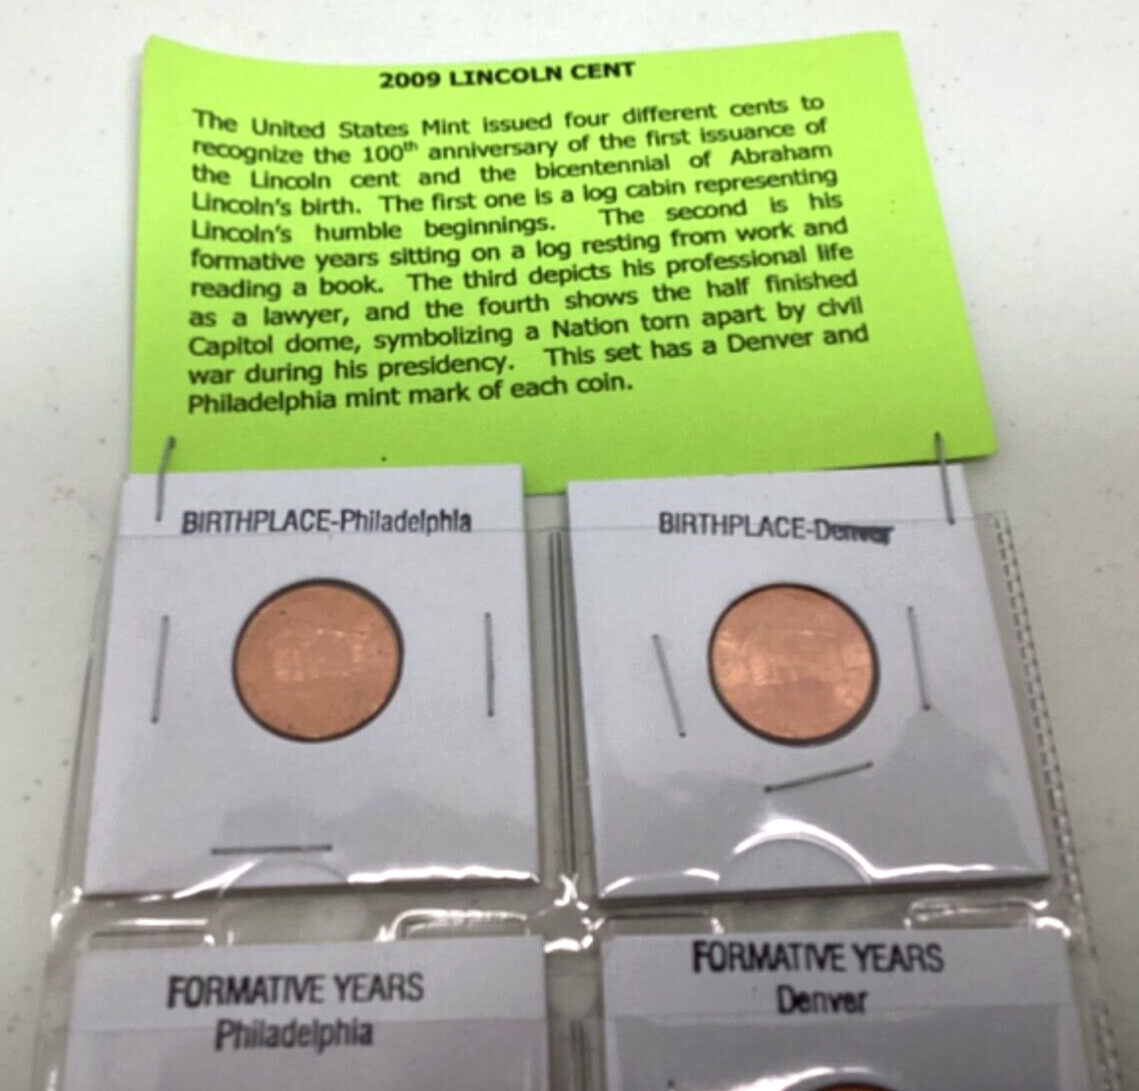 2009 LINCOLN CENT
The United States Mint issued four different cents to
recognize the 100th anniversary of the first issuance of
the Lincoln cent and the bicentennial of Abraham
Lincoln's birth. The first one is a log cabin representing
Lincoln's humble beginnings. The second is his
formative years sitting on a log resting from work and
reading a book. The third depicts his professional life
as a lawyer, and the fourth shows the half finished
Capitol dome, symbolizing a Nation torn apart by civil
war during his presidency. This set has a Denver and
Philadelphia mint mark of each coin.
BIRTHPLACE-Philadelphia
BIRTHPLACE-Denver
FORMATIVE YEARS
Philadelphia
FORMATIVE YEARS
Denver